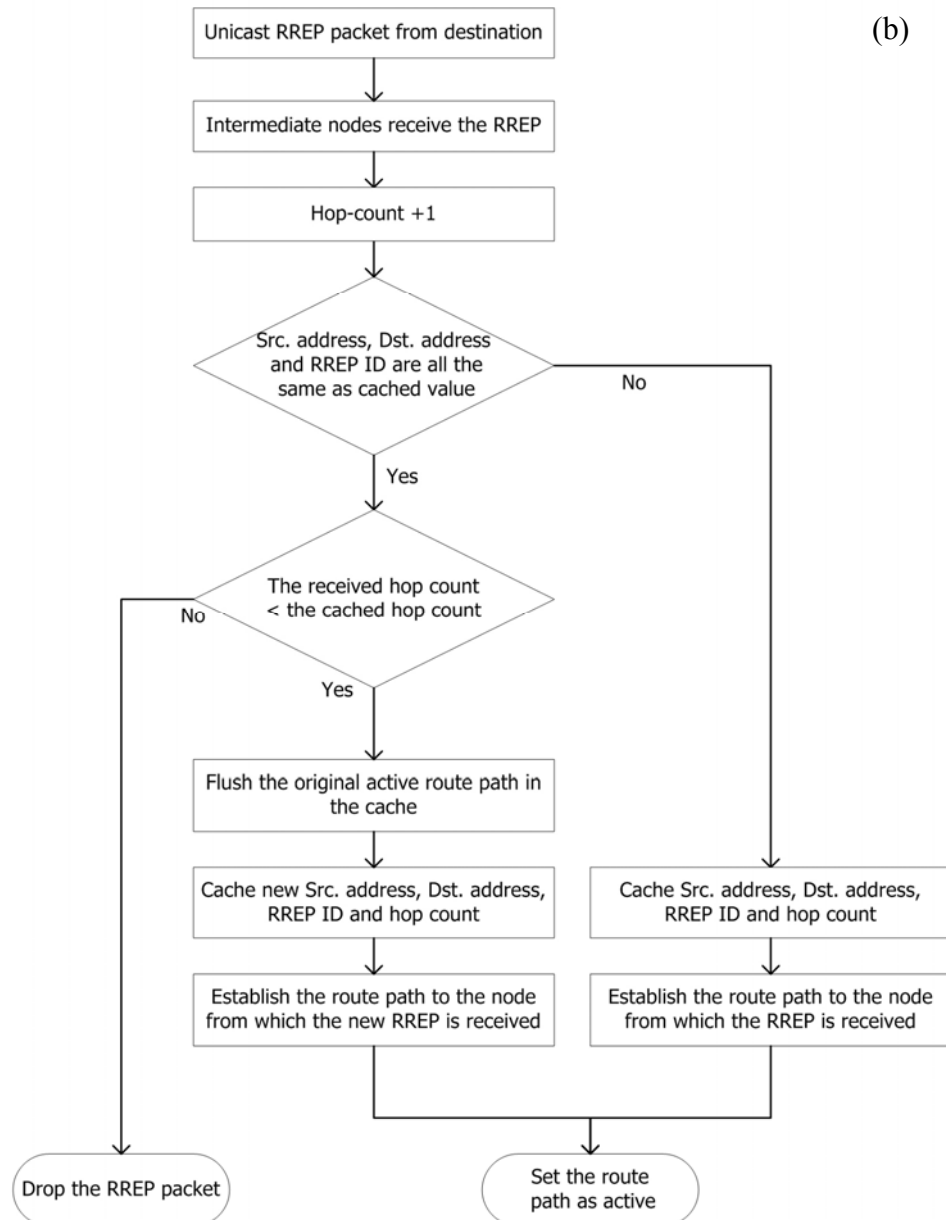 (b)
Unicast RREP packet from destination
Intermediate nodes receive the RREP
Hop-count +1
Src. address, Dst. address
and RREP ID are all the
same as cached value
No
Yes
The received hop count
< the cached hop count
No
Yes
Flush the original active route path in
the cache
Cache new Src. address, Dst. address,
RREP ID and hop count
Cache Src. address, Dst. address,
RREP ID and hop count
Establish the route path to the node
from which the new RREP is received
Establish the route path to the node
from which the RREP is received
Drop the RREP packet
Set the route
path as active